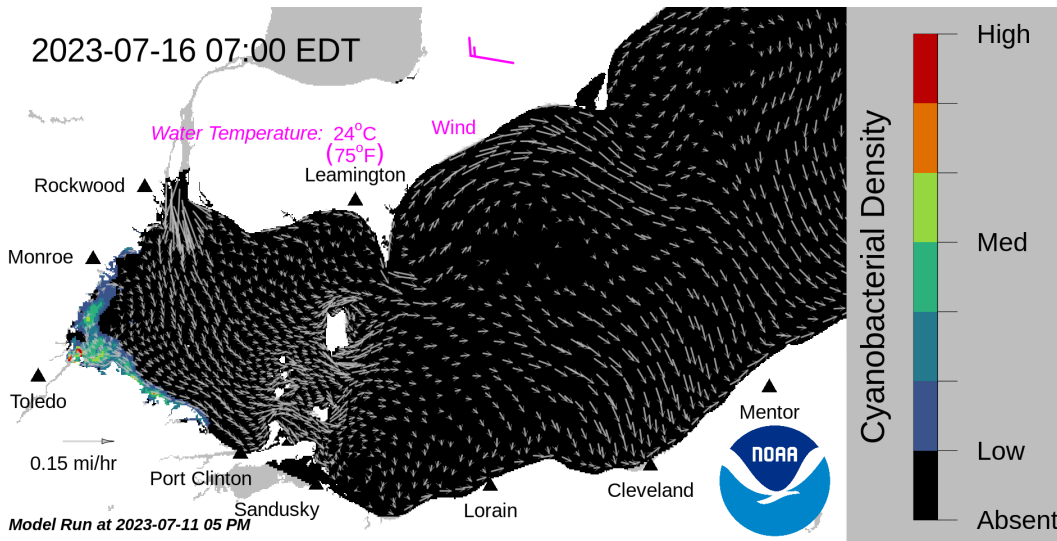 2023-07-16 07:00 EDT
High
Water Temperature: 24°C
(75°F)
Wind
Leamington
Rockwood
Monroe
Med
Cyanobacterial Density
Toledo
Mentor
0.15 mi/hr
NOAA
Low
Port Clinton
Cleveland
Sandusky
Lorain
Model Run at 2023-07-11 05 PM
Absent